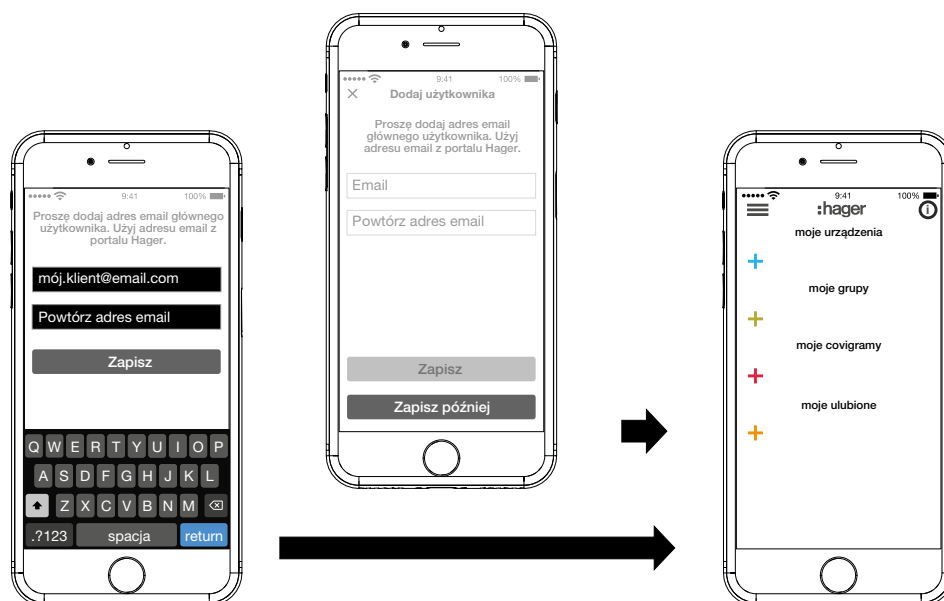 9:41
100%
Proszę dodaj adres email głównego
użytkownika. Użyj adresu email z
portalu Hager.
mój.klient@email.com
Powtórz adres email
Zapisz
Q W E R T Y U I O P
A S D F G H J K L
Z X C V B N M
.?123 spacja return
9:41
100%
Dodaj użytkownika
Proszę dodaj adres email
głównego użytkownika. Użyj
adresu email z portalu Hager.
Email
Powtórz adres email
Zapisz
Zapisz później
9:41
100%
:hager
i
moje urządzenia
+
moje grupy
+
moje covigramy
+
moje ulubione
+